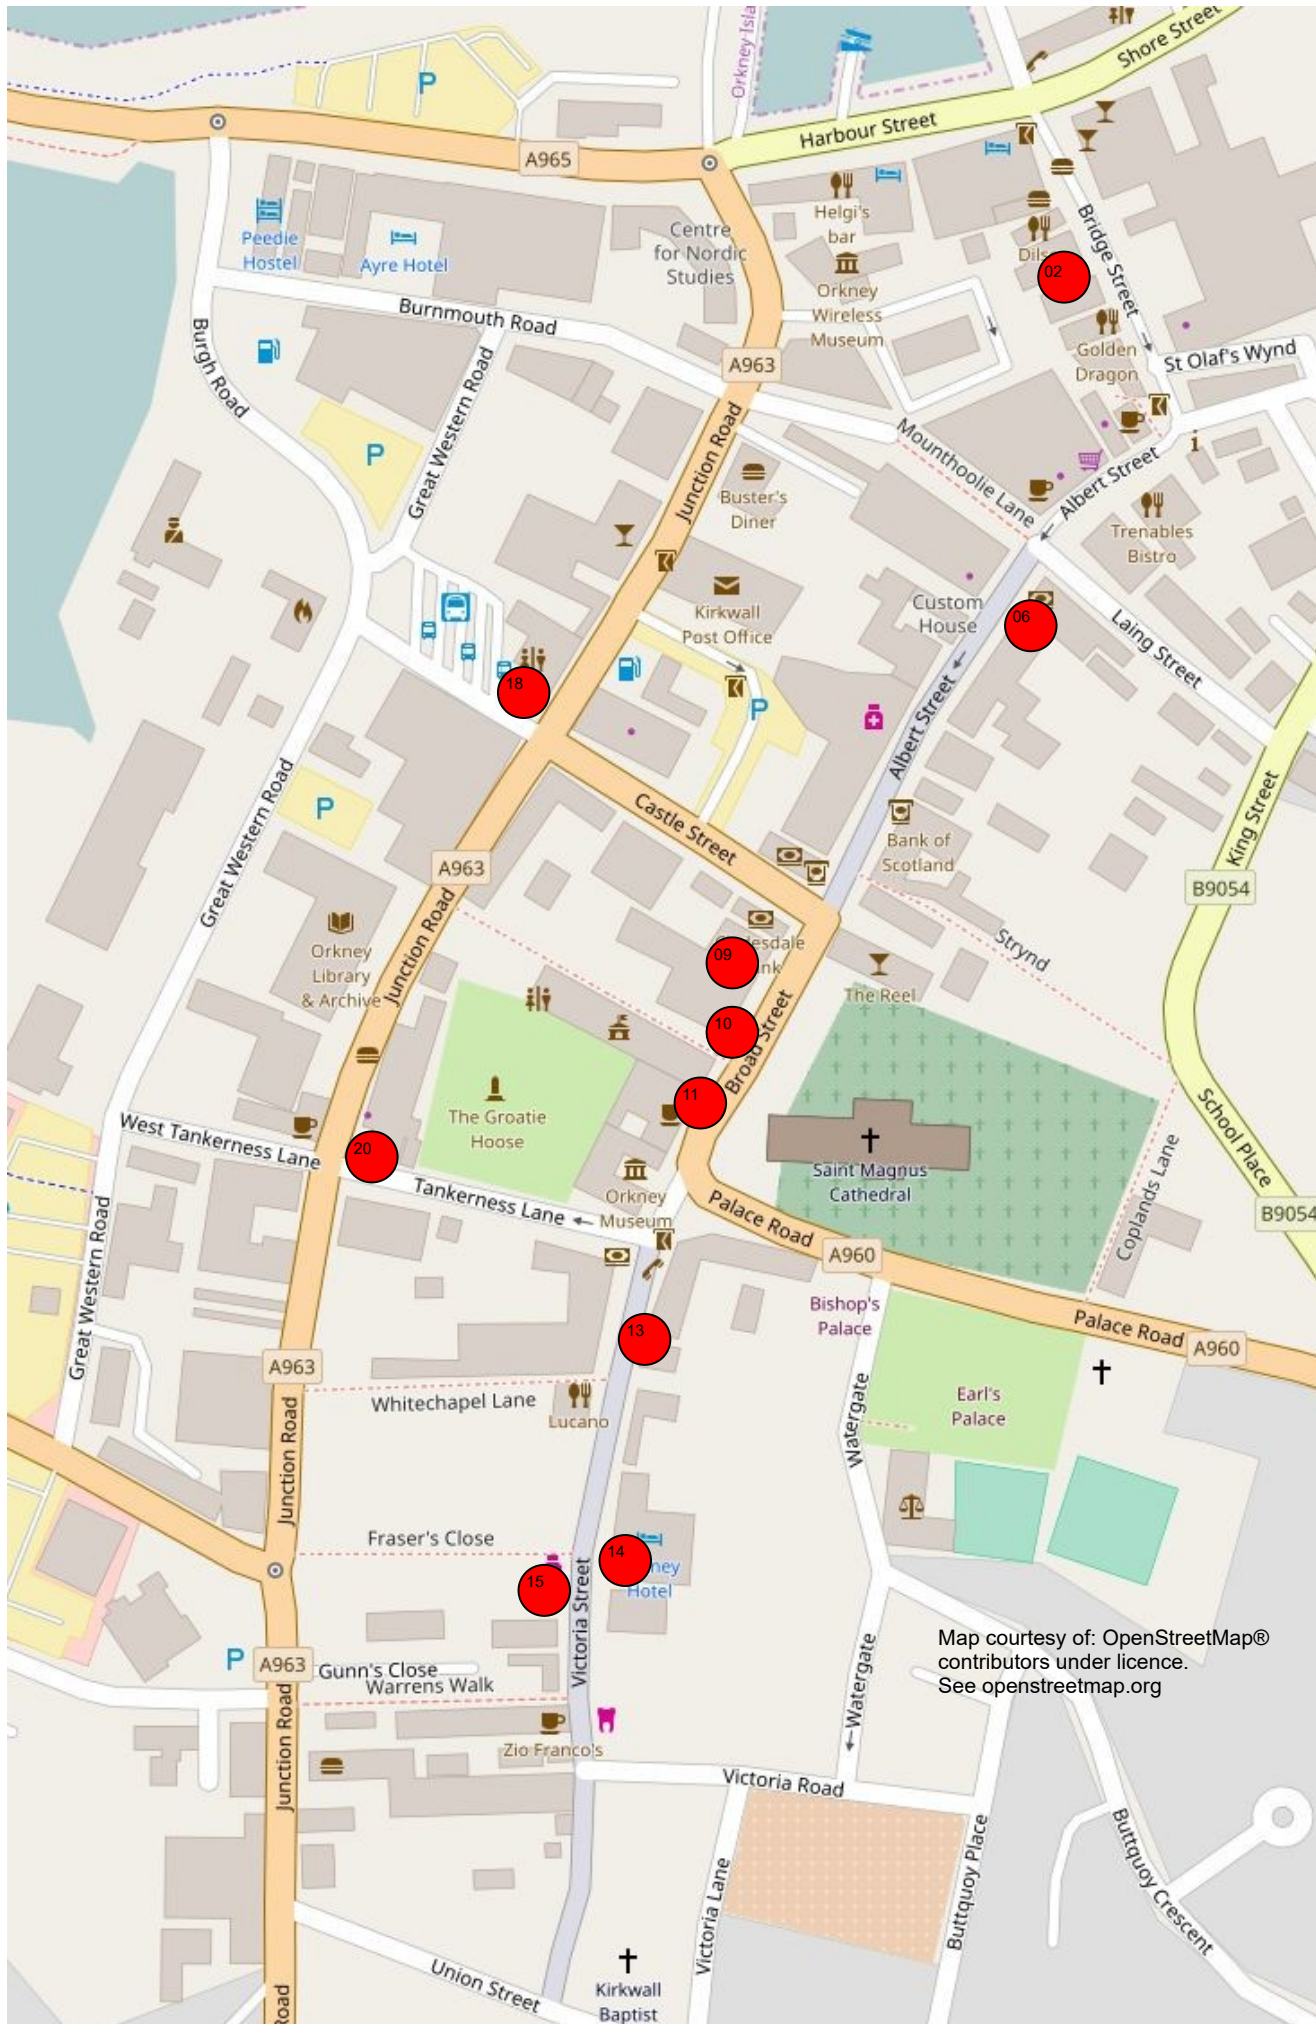 Shore Street
Orkney Isla
P
Harbour Street
A965
Peedie
Hostel
Ayre Hotel
Centre
for Nordic
Studies
Helgi's
bar
Orkney
Wireless
Museum
02
Bridge Street
Golden
Dragon
St Olaf's Wynd
Burnmouth Road
Burgh Road
Great Western Road
A963
Junction Road
P
Mounthoolie Lane
Albert Street
Buster's
Diner
Trenables
Bistro
Kirkwall
Post Office
Custom
House
06
Laing Street
18
P
Albert Street
King Street
B9054
Great Western Road
P
Castle Street
Bank of
Scotland
A963
Junction Road
Orkney
Library
& Archive
09
10
Broad Street
The Reel
Strynd
11
The Groatie
Hoose
Saint Magnus
Cathedral
School Place
B9054
Coplands Lane
West Tankerness Lane
20
Tankerness Lane
Orkney
Museum
Palace Road
A960
Great Western Road
Bishop's
Palace
Palace Road
A960
13
A963
Whitechapel Lane
Lucano
Earl's
Palace
Watergate
Junction Road
Fraser's Close
14
15
Hotel
Victoria Street
Map courtesy of: OpenStreetMap®
contributors under licence.
See openstreetmap.org
P
A963
Gunn's Close
Warrens Walk
Watergate
Zio Franco's
Junction Road
Victoria Road
Victoria Lane
Buttquoy Place
Buttquoy Crescent
Union Street
Kirkwall
Baptist
Road